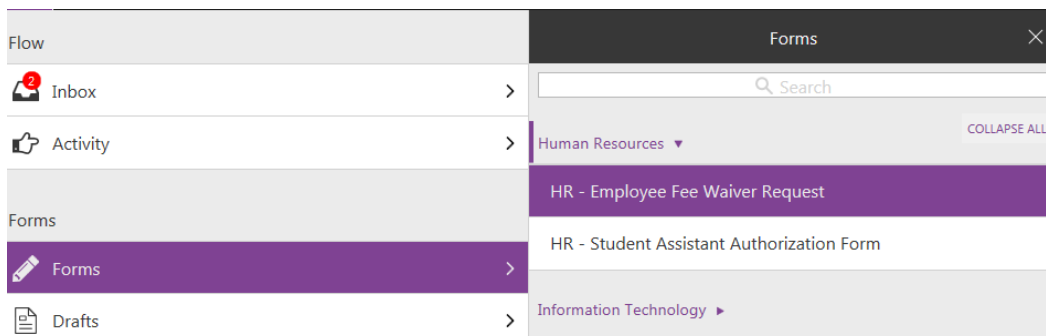 Flow
2
Inbox
Activity
Forms
Forms
Drafts
Forms
Search
COLLAPSE ALL
Human Resources
HR - Employee Fee Waiver Request
HR - Student Assistant Authorization Form
Information Technology